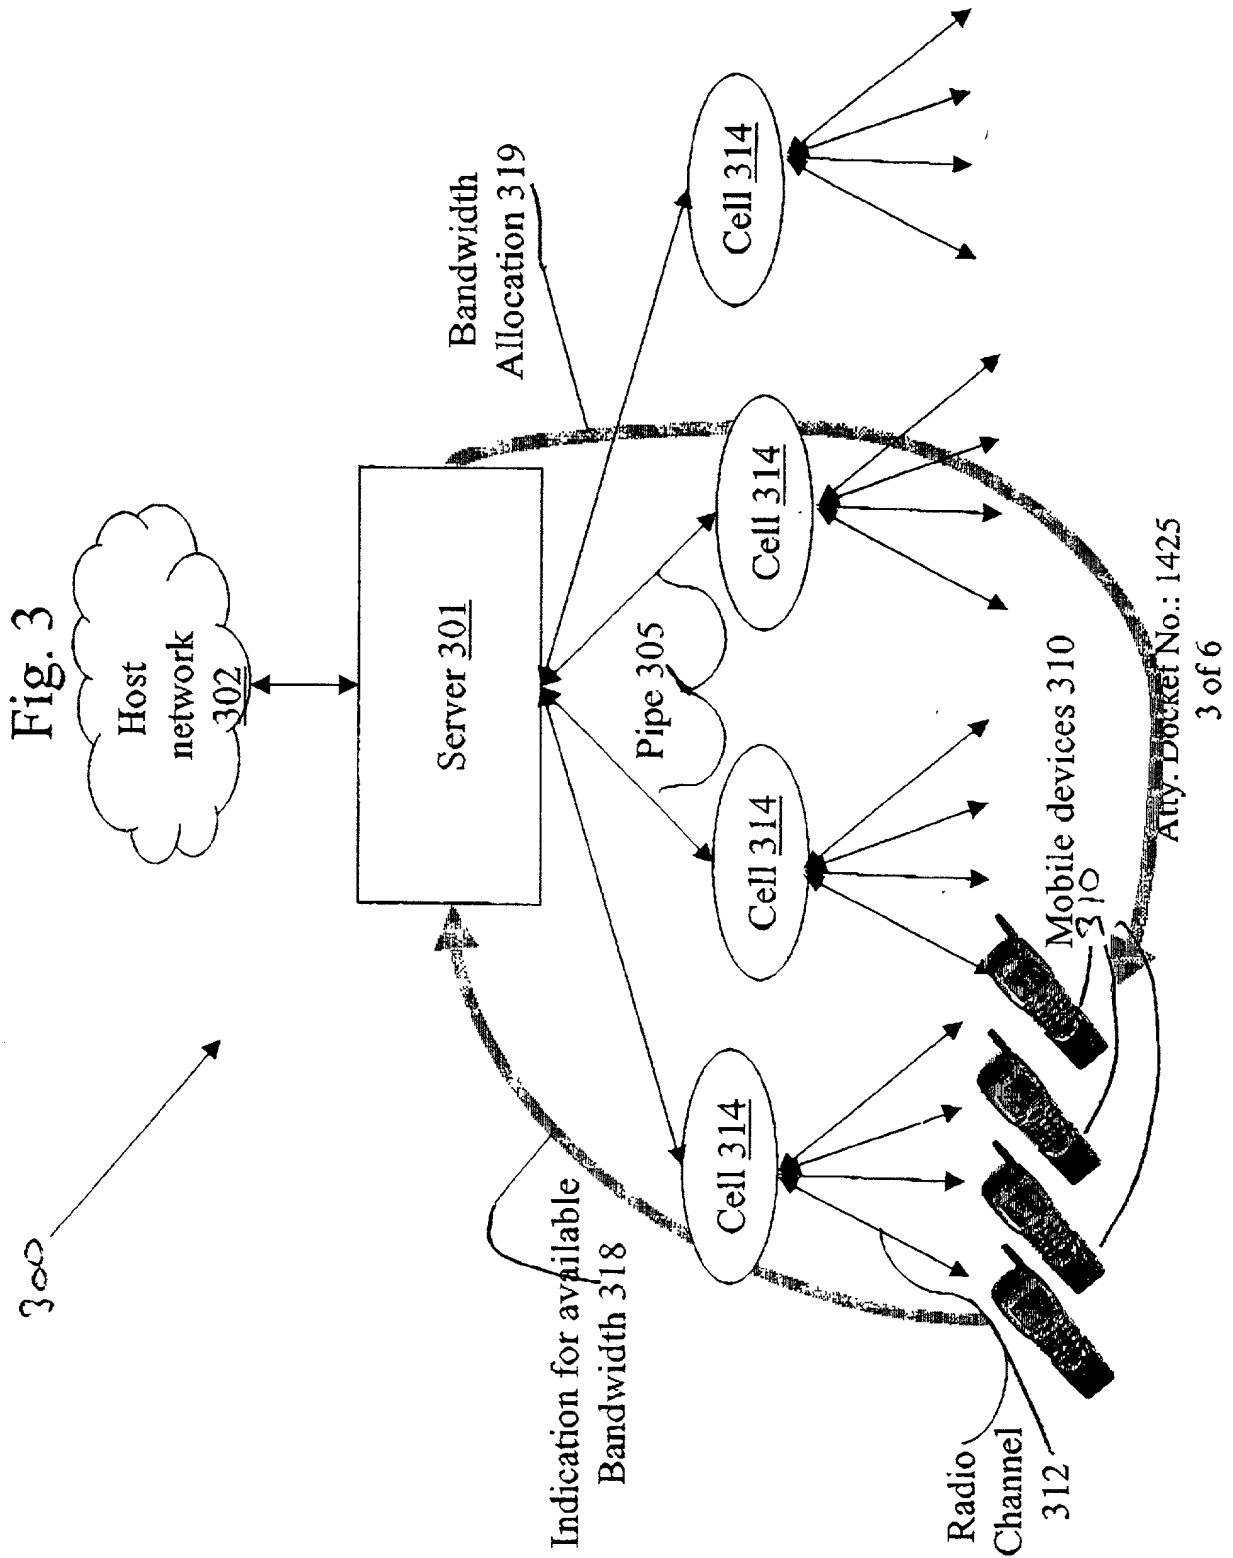 Fig. 3
300
Host
network
302
Server 301
Bandwidth
Allocation 319
Indication for available
Bandwidth 318
Pipe 305
Cell 314
Cell 314
Cell 314
Cell 314
Radio
Channel
312
Mobile devices 310
310
Atty. Docket No.: 1425
3 of 6